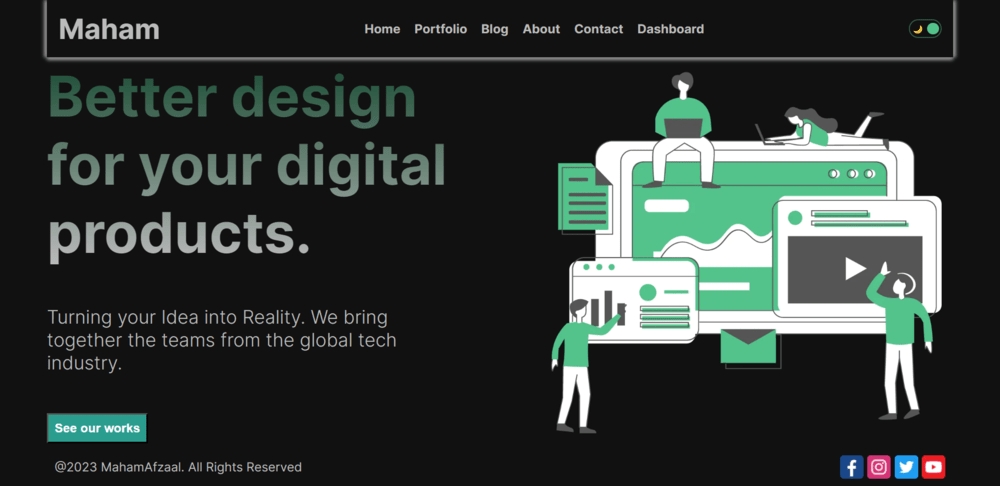 Maham
Home Portfolio Blog About Contact Dashboard
Better design
for your digital
products.
Turning your Idea into Reality. We bring
together the teams from the global tech
industry.
See our works
@2023 MahamAfzaal. All Rights Reserved